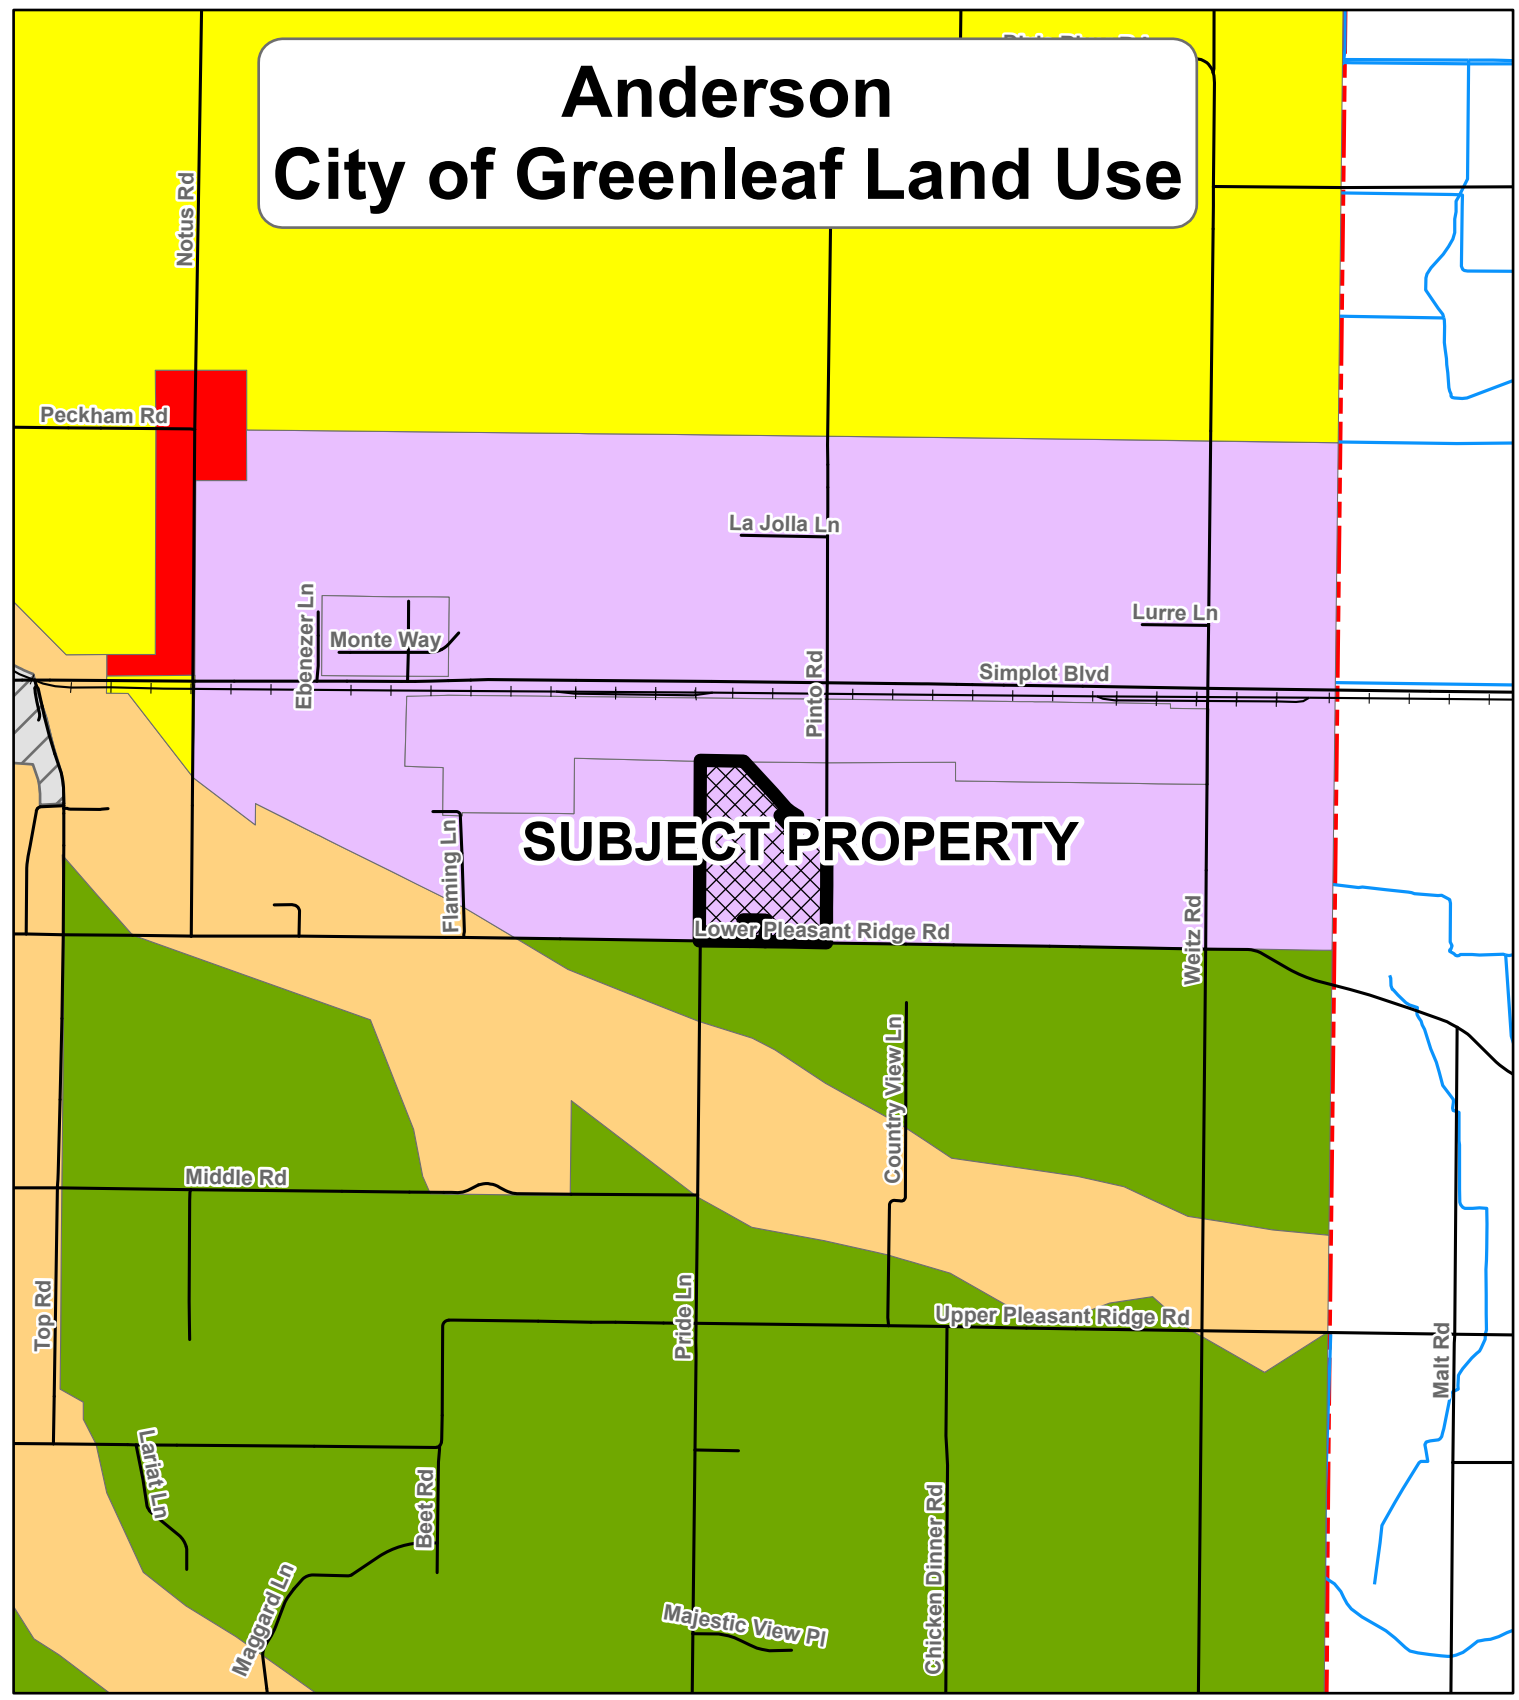 Anderson
City of Greenleaf Land Use
Notus Rd
Peckham Rd
La Jolla Ln
Ebenezer Ln
Monte Way
Lurre Ln
Pinto Rd
Simplot Blvd
SUBJECT PROPERTY
Flaming Ln
Lower Pleasant Ridge Rd
Weitz Rd
Country View Ln
Middle Rd
Top Rd
Pride Ln
Upper Pleasant Ridge Rd
Malt Rd
Lariat Ln
Beet Rd
Chicken Dinner Rd
Maggard Ln
Majestic View Pl